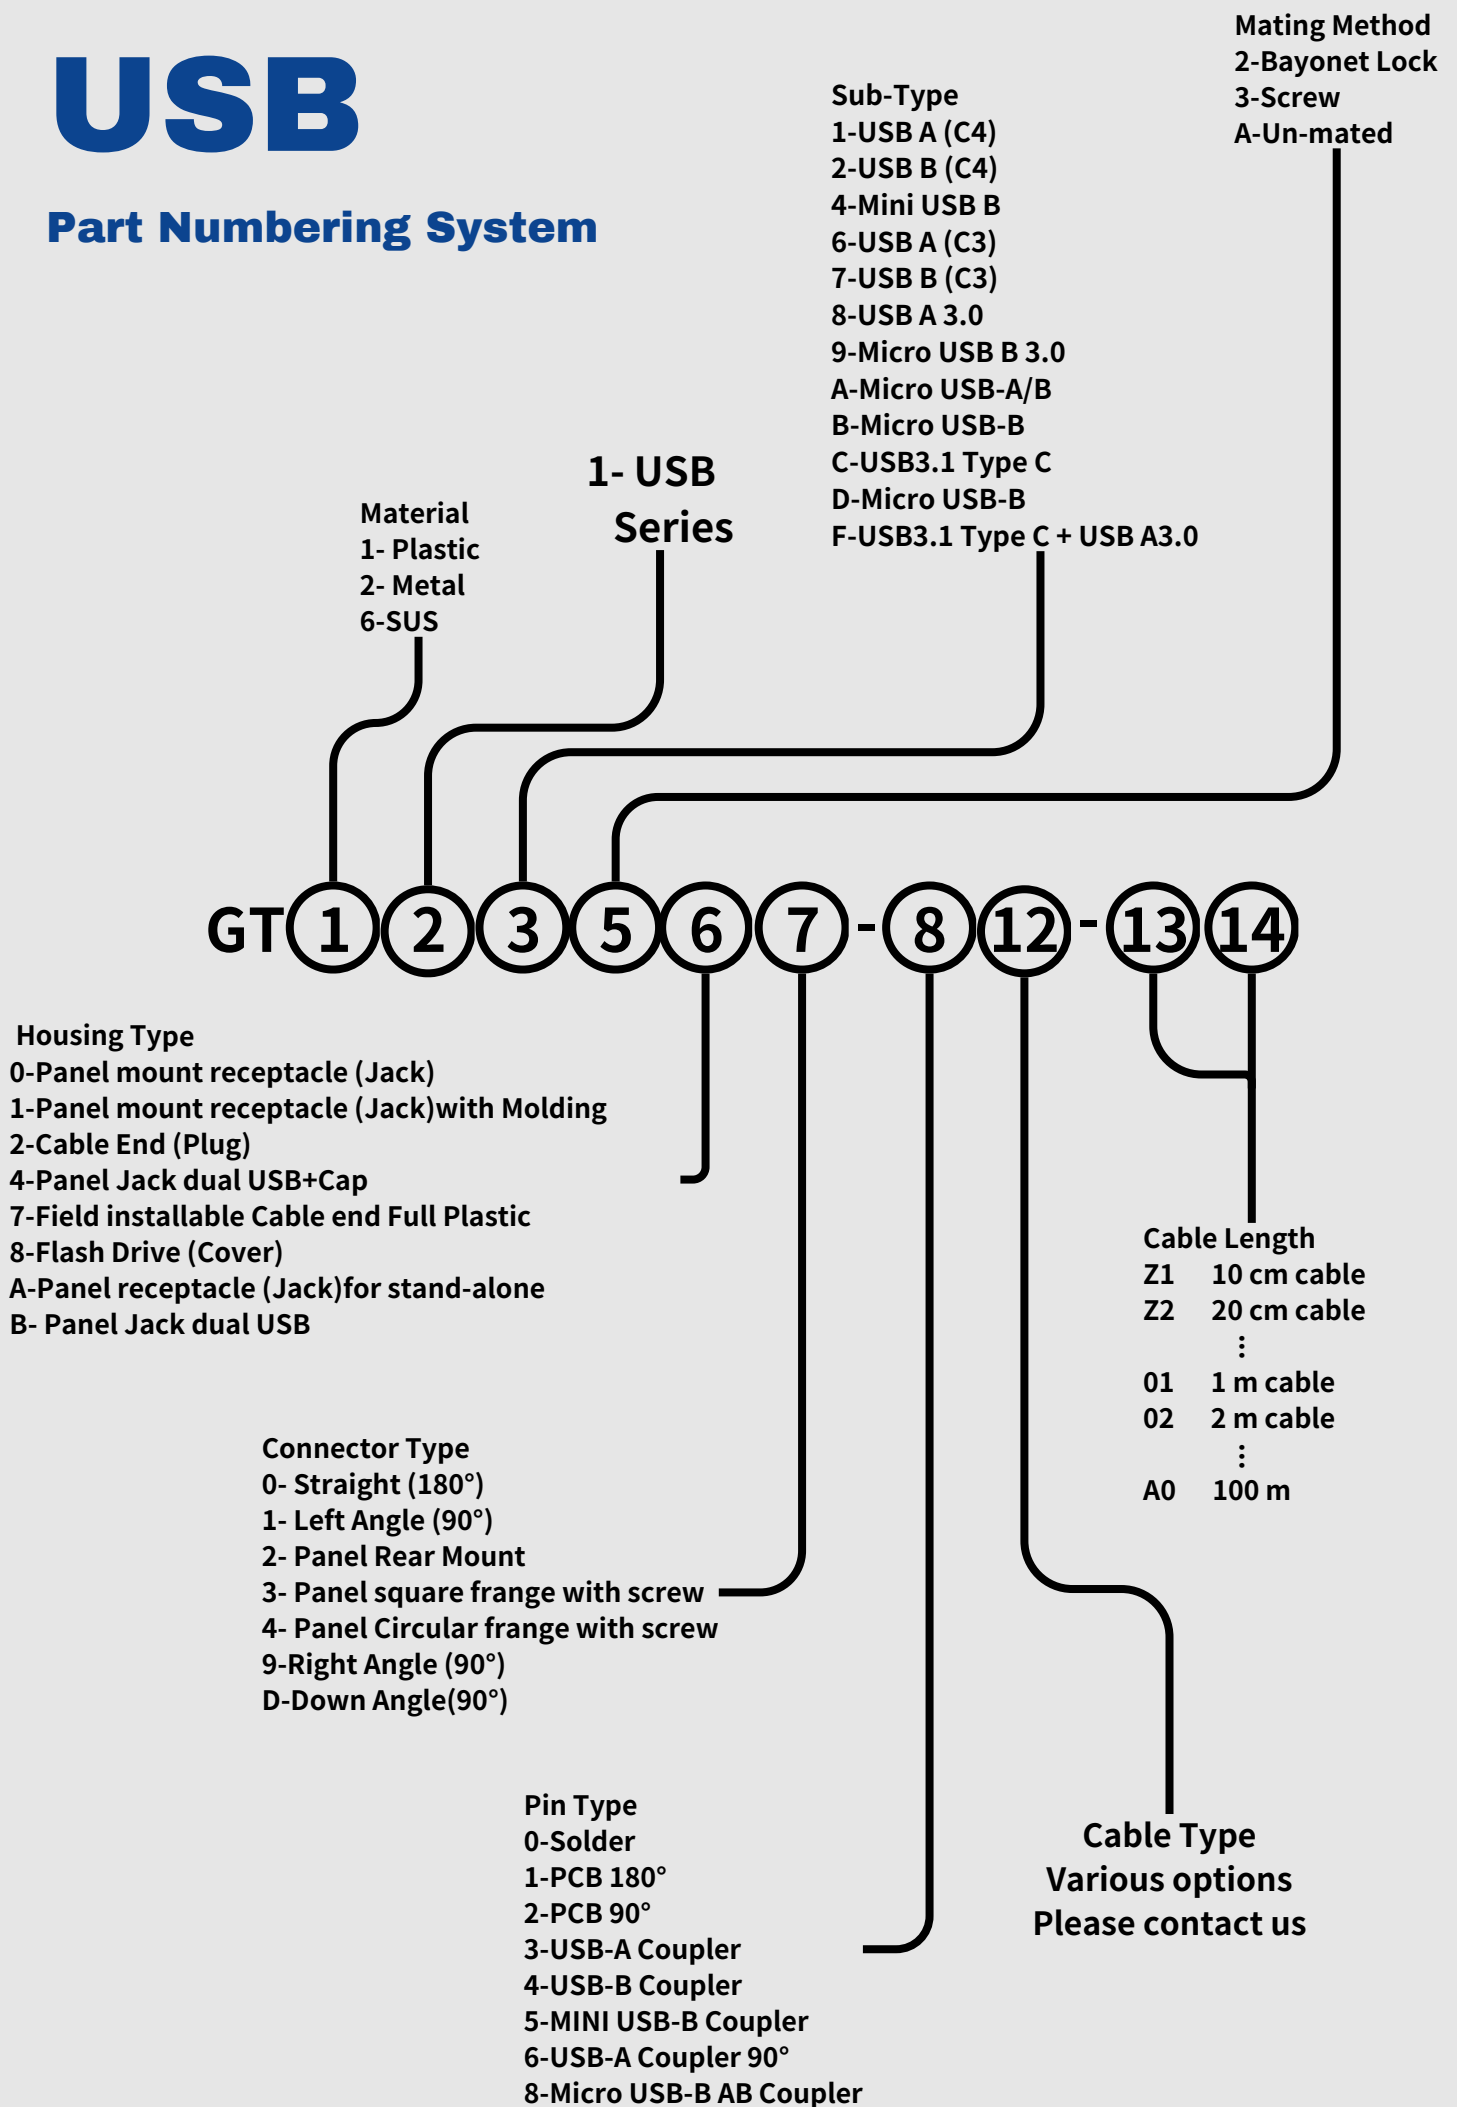 USB
Part Numbering System
Mating Method
2-Bayonet Lock
3-Screw
A-Un-mated
Sub-Type
1-USB A (C4)
2-USB B (C4)
4-Mini USB B
6-USB A (C3)
7-USB B (C3)
8-USB A 3.0
9-Micro USB B 3.0
A-Micro USB-A/B
B-Micro USB-B
C-USB3.1 Type C
D-Micro USB-B
F-USB3.1 Type C + USB A3.0
1- USB
Series
Material
1- Plastic
2- Metal
6-SUS
GT 1 2 3 5 6 7 - 8 12 - 13 14
Housing Type
0-Panel mount receptacle (Jack)
1-Panel mount receptacle (Jack)with Molding
2-Cable End (Plug)
4-Panel Jack dual USB+Cap
7-Field installable Cable end Full Plastic
8-Flash Drive (Cover)
A-Panel receptacle (Jack)for stand-alone
B- Panel Jack dual USB
Cable Length
Z1 10 cm cable
Z2 20 cm cable
⋮
01 1 m cable
02 2 m cable
⋮
A0 100 m
Connector Type
0- Straight (180°)
1- Left Angle (90°)
2- Panel Rear Mount
3- Panel square frange with screw
4- Panel Circular frange with screw
9-Right Angle (90°)
D-Down Angle(90°)
Pin Type
0-Solder
1-PCB 180°
2-PCB 90°
3-USB-A Coupler
4-USB-B Coupler
5-MINI USB-B Coupler
6-USB-A Coupler 90°
8-Micro USB-B AB Coupler
Cable Type
Various options
Please contact us